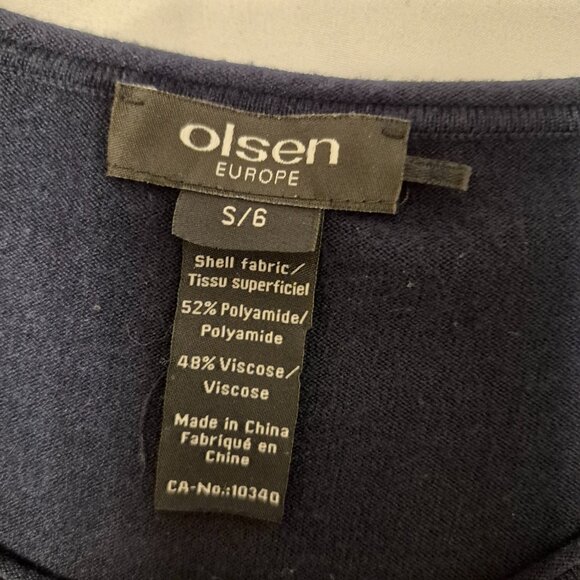 olsen
EUROPE
S/6
Shell fabric/
Tissu superficiel
52% Polyamide/
Polyamide
48% Viscose/
Viscose
Made in China
Fabriqué en
Chine
CA-No.:10340